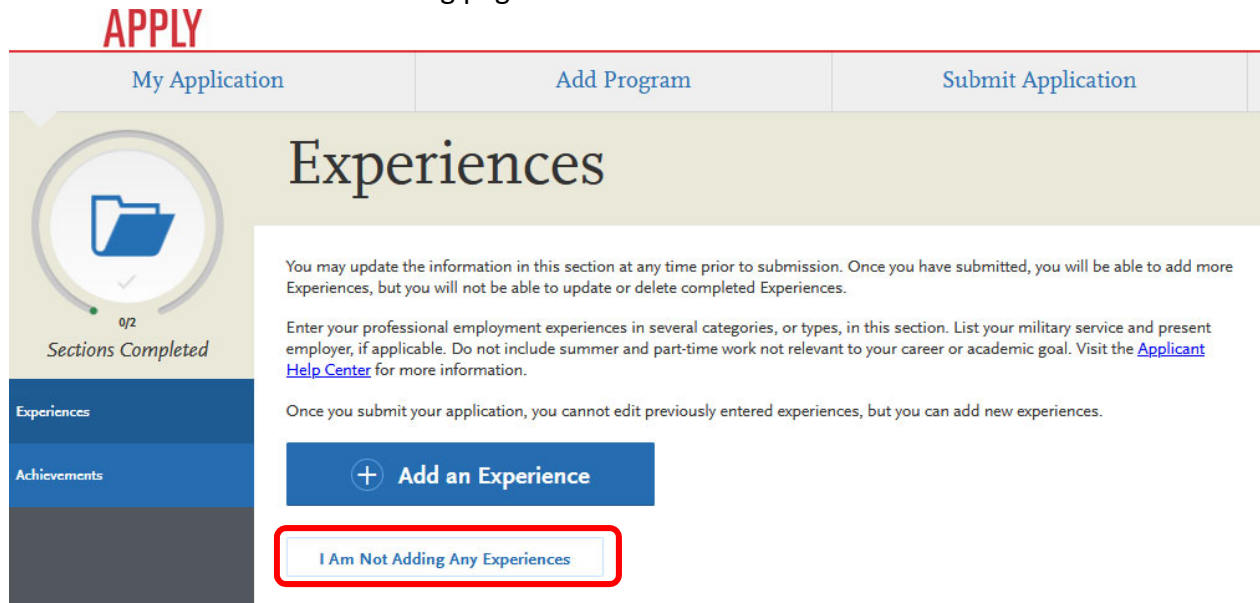 APPLY
My Application
Add Program
Submit Application
Experiences
0/2
Sections Completed
Experiences
Achievements
You may update the information in this section at any time prior to submission. Once you have submitted, you will be able to add more
Experiences, but you will not be able to update or delete completed Experiences.
Enter your professional employment experiences in several categories, or types, in this section. List your military service and present
employer, if applicable. Do not include summer and part-time work not relevant to your career or academic goal. Visit the Applicant
Help Center for more information.
Once you submit your application, you cannot edit previously entered experiences, but you can add new experiences.
Add an Experience
I Am Not Adding Any Experiences